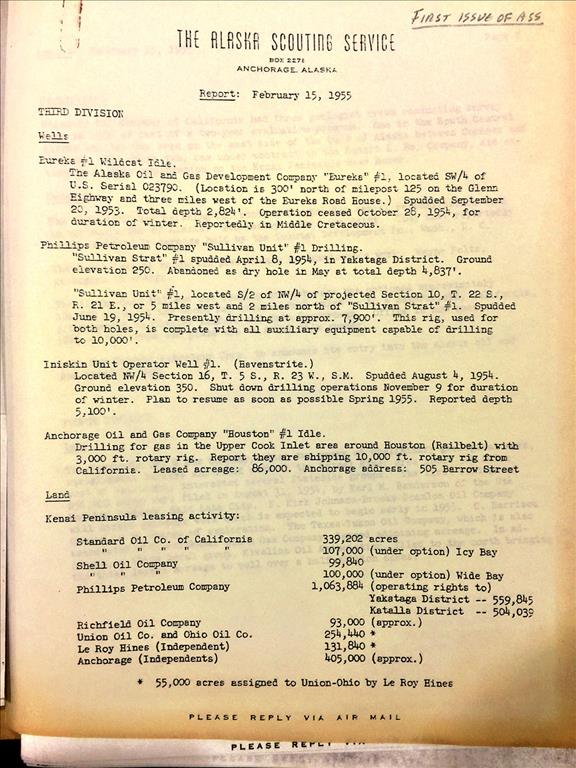 FIRST ISSUE OF ASS
THE ALASKA SCOUTING SERVICE
BOX 2278
ANCHORAGE, ALASKA
Report: February 15, 1955
THIRD DIVISION
Wells
Eureka #1 Wildcat Idle.
The Alaska Oil and Gas Development Company "Eureka" #1, located SW/4 of
U.S. Serial 023790. (Location is 300' north of milepost 125 on the Glenn
Highway and three miles west of the Eureka Road House.) Spudded September
20, 1953. Total depth 2,824'. Operation ceased October 28, 1954, for
duration of winter. Reportedly in Middle Cretaceous.
Phillips Petroleum Company "Sullivan Unit" #1 Drilling.
"Sullivan Strat" #1 spudded April 8, 1954, in Yakataga District. Ground
elevation 250. Abandoned as dry hole in May at total depth 4,837'.
"Sullivan Unit" #1, located S/2 of NW/4 of projected Section 10, T. 22 S.,
R. 21 E., or 5 miles west and 2 miles north of "Sullivan Strat" #1. Spudded
June 19, 1954. Presently drilling at approx. 7,900'. This rig, used for
both holes, is complete with all auxiliary equipment capable of drilling
to 10,000'.
Iniskin Unit Operator Well #1. (Havenstrite.)
Located NW/4 Section 16, T. 5 S., R. 23 W., S.M. Spudded August 4, 1954.
Ground elevation 350. Shut down drilling operations November 9 for duration
of winter. Plan to resume as soon as possible Spring 1955. Reported depth
5,100'.
Anchorage Oil and Gas Company "Houston" #1 Idle.
Drilling for gas in the Upper Cook Inlet area around Houston (Railbelt) with
3,000 ft. rotary rig. Report they are shipping 10,000 ft. rotary rig from
California. Leased acreage: 86,000. Anchorage address: 505 Barrow Street
Land
Kenai Peninsula leasing activity:
Standard Oil Co. of California 339,202 acres
" " " " " 107,000 (under option) Icy Bay
Shell Oil Company 99,840
" " " 100,000 (under option) Wide Bay
Phillips Petroleum Company 1,063,884 (operating rights to)
Yakataga District -- 559,845
Katalla District -- 504,039
Richfield Oil Company 93,000 (approx.)
Union Oil Co. and Ohio Oil Co. 254,440 *
Le Roy Hines (Independent) 131,840 *
Anchorage (Independents) 405,000 (approx.)
* 55,000 acres assigned to Union-Ohio by Le Roy Hines
PLEASE REPLY VIA AIR MAIL
PLEASE REPLY VIA